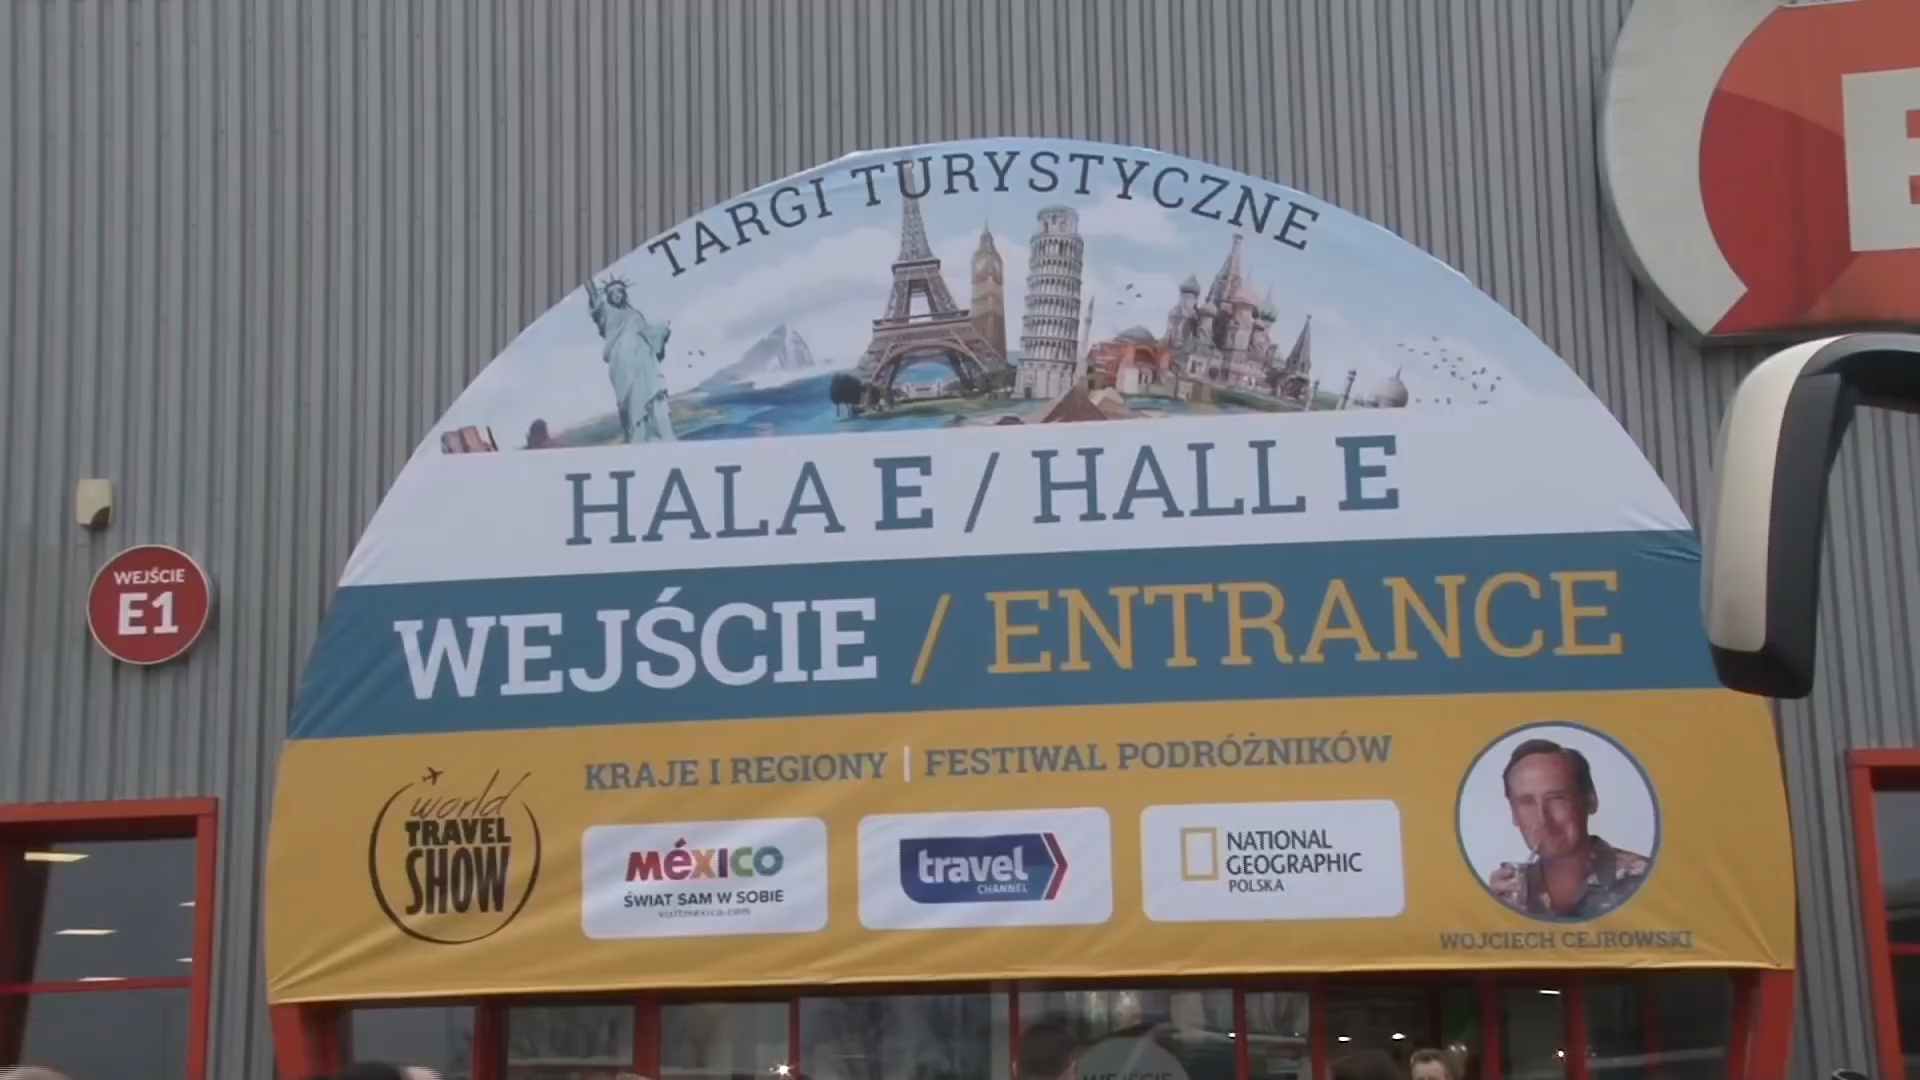 TARGI TURYSTYCZNE
HALA E / HALL E
WEJŚCIE
E1
WEJŚCIE / ENTRANCE
KRAJE I REGIONY | FESTIWAL PODRÓŻNIKÓW
world
TRAVEL
SHOW
MéXICO
ŚWIAT SAM W SOBIE
visitmexico.com
travel
CHANNEL
NATIONAL
GEOGRAPHIC
POLSKA
WOJCIECH CEJROWSKI
E
WEJŚCIE